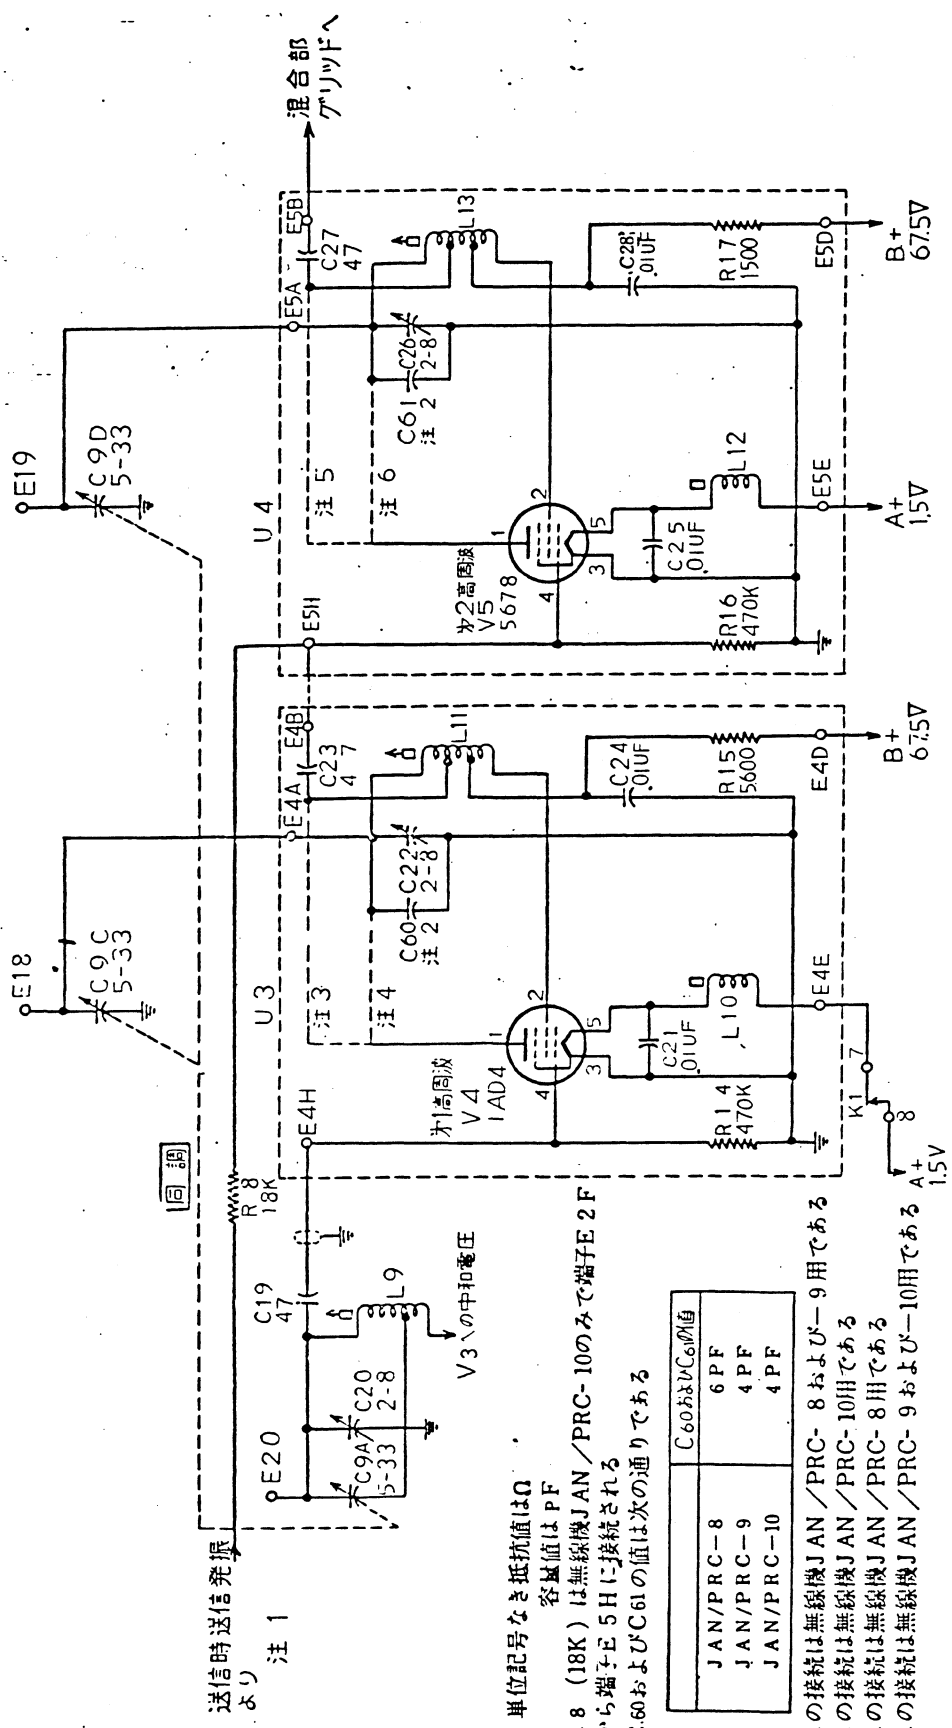 混合部
グリッドへ
E19
C9D
5-33
E18
C9C
5-33
同調
U4
E5A
E5B
C27
47
L13
C26
2-8
C61
注2
注5
注6
C28
.01UF
R17
1500
E5D
B+
67.5V
E5H
才2高周波
V5
5678
1
2
3
4
5
C25
.01UF
L12
R16
470K
E5E
A+
1.5V
U3
E4A
E4B
C23
47
L11
C22
2-8
C60
注2
注3
注4
C24
.01UF
R15
5600
E4D
B+
67.5V
E4H
才1高周波
V4
1AD4
1
2
3
4
5
C21
.01UF
L10
R14
470K
E4E
K1
7
8
A+
1.5V
R8
18K
C19
47
L9
V3への中和電圧
E20
C20
2-8
C9A
5-33
送信時送信発振
より
注1
単位記号なき抵抗値はΩ
容量値はPF
8 (18K) は無線機JAN/PRC-10のみで端子E2F
ら端子E5Hに接続される
60およびC61の値は次の通りである
C60およびC61の値
JAN/PRC-8 6PF
JAN/PRC-9 4PF
JAN/PRC-10 4PF
の接続は無線機JAN/PRC-8および-9用である
の接続は無線機JAN/PRC-10用である
の接続は無線機JAN/PRC-8用である
の接続は無線機JAN/PRC-9および-10用である